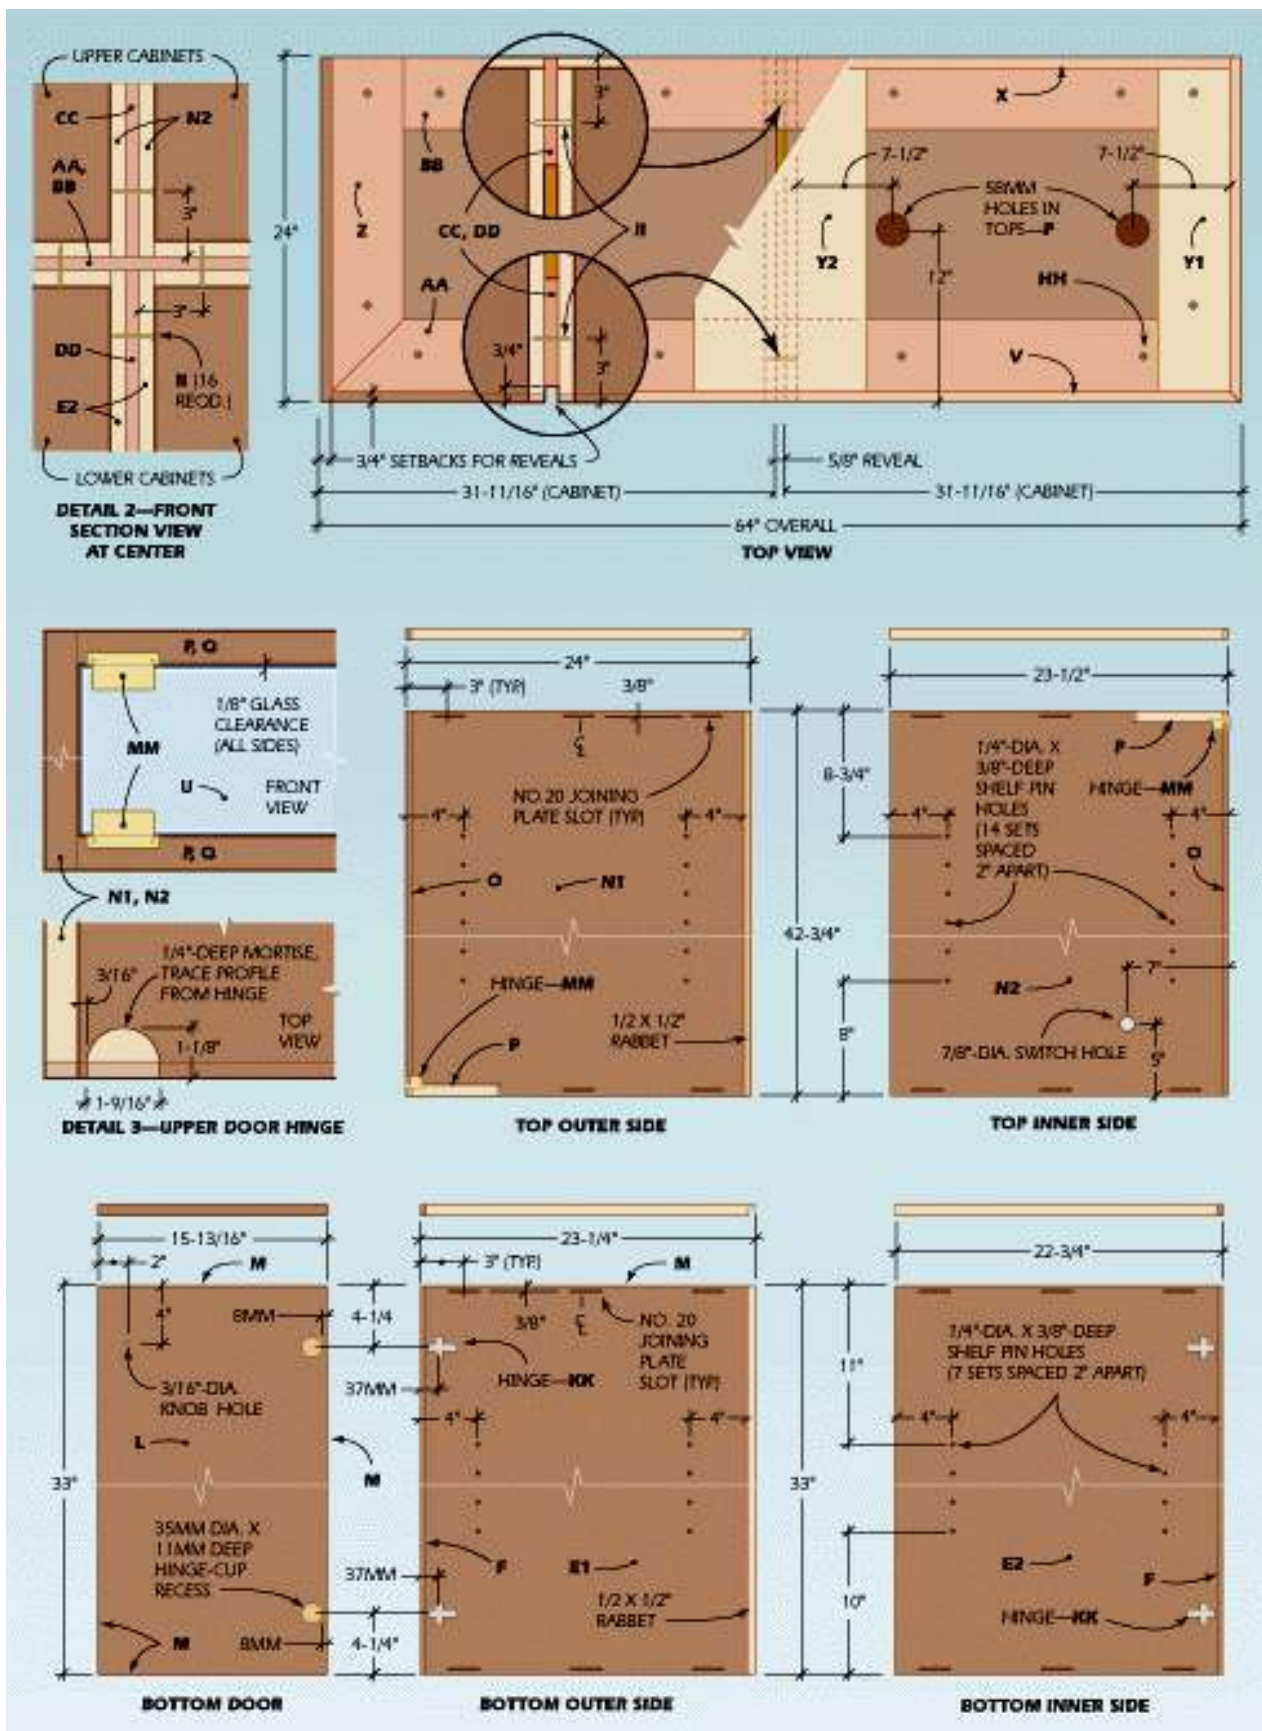 UPPER CABINETS
CC
N2
AA,
BB
3"
3"
DD
E2
II (16
REQD.)
LOWER CABINETS
DETAIL 2—FRONT
SECTION VIEW
AT CENTER
24"
Z
BB
CC, DD
AA
3"
II
3/4"
3"
X
7-1/2"
7-1/2"
58MM
HOLES IN
TOPS—P
Y2
Y1
12"
HH
V
3/4" SETBACKS FOR REVEALS
5/8" REVEAL
31-11/16" (CABINET)
31-11/16" (CABINET)
64" OVERALL
TOP VIEW
P, Q
1/8" GLASS
CLEARANCE
(ALL SIDES)
MM
U
FRONT
VIEW
P, Q
N1, N2
3/16"
1/4"-DEEP MORTISE,
TRACE PROFILE
FROM HINGE
TOP
VIEW
1-1/8"
1-9/16"
DETAIL 3—UPPER DOOR HINGE
24"
3" (TYP.)
3/8"
NO.20 JOINING
PLATE SLOT (TYP.)
4"
4"
O
N1
HINGE—MM
1/2 X 1/2"
RABBET
P
TOP OUTER SIDE
42-3/4"
23-1/2"
8-3/4"
1/4"-DIA. X
3/8"-DEEP
SHELF PIN
HOLES
(14 SETS
SPACED
2" APART)
P
HINGE—MM
4"
4"
O
N2
7"
8"
7/8"-DIA. SWITCH HOLE
5"
TOP INNER SIDE
15-13/16"
2"
M
4"
8MM
4-1/4
3/16"-DIA.
KNOB HOLE
37MM
L
33"
M
35MM DIA. X
11MM DEEP
HINGE-CUP
RECESS
37MM
M
8MM
4-1/4"
BOTTOM DOOR
23-1/4"
3" (TYP.)
M
3/8"
NO. 20
JOINING
PLATE
SLOT (TYP.)
HINGE—KK
4"
4"
33"
F
E1
1/2 X 1/2"
RABBET
BOTTOM OUTER SIDE
22-3/4"
1/4"-DIA. X 3/8"-DEEP
SHELF PIN HOLES
(7 SETS SPACED 2" APART)
11"
4"
4"
E2
F
10"
HINGE—KK
BOTTOM INNER SIDE